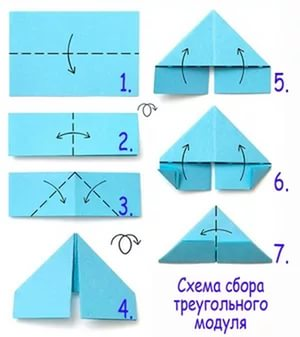 1.
2.
3.
4.
5.
6.
7.
Схема сбора
треугольного
модуля